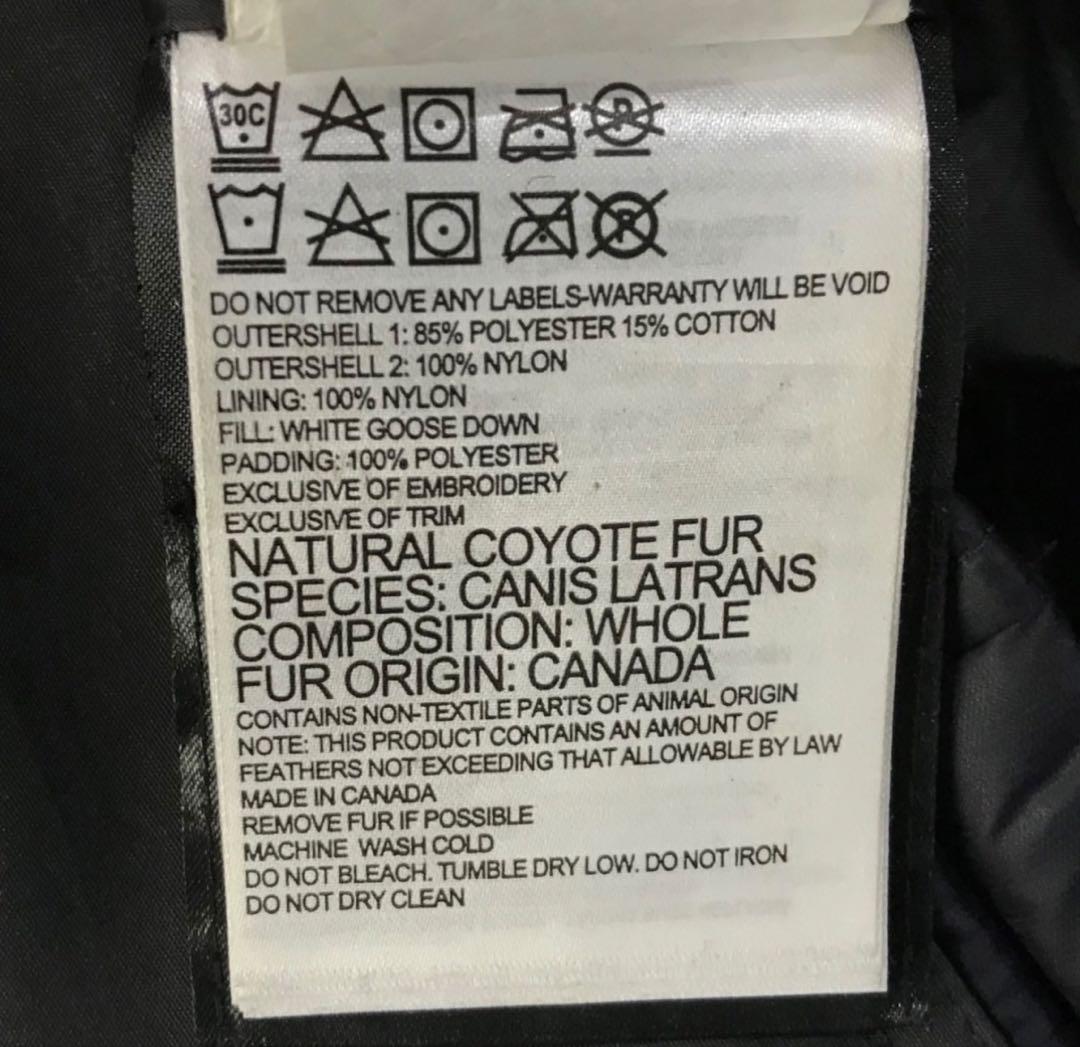 30C
P
P
DO NOT REMOVE ANY LABELS-WARRANTY WILL BE VOID
OUTERSHELL 1: 85% POLYESTER 15% COTTON
OUTERSHELL 2: 100% NYLON
LINING: 100% NYLON
FILL: WHITE GOOSE DOWN
PADDING: 100% POLYESTER
EXCLUSIVE OF EMBROIDERY
EXCLUSIVE OF TRIM
NATURAL COYOTE FUR
SPECIES: CANIS LATRANS
COMPOSITION: WHOLE
FUR ORIGIN: CANADA
CONTAINS NON-TEXTILE PARTS OF ANIMAL ORIGIN
NOTE: THIS PRODUCT CONTAINS AN AMOUNT OF
FEATHERS NOT EXCEEDING THAT ALLOWABLE BY LAW
MADE IN CANADA
REMOVE FUR IF POSSIBLE
MACHINE WASH COLD
DO NOT BLEACH. TUMBLE DRY LOW. DO NOT IRON
DO NOT DRY CLEAN